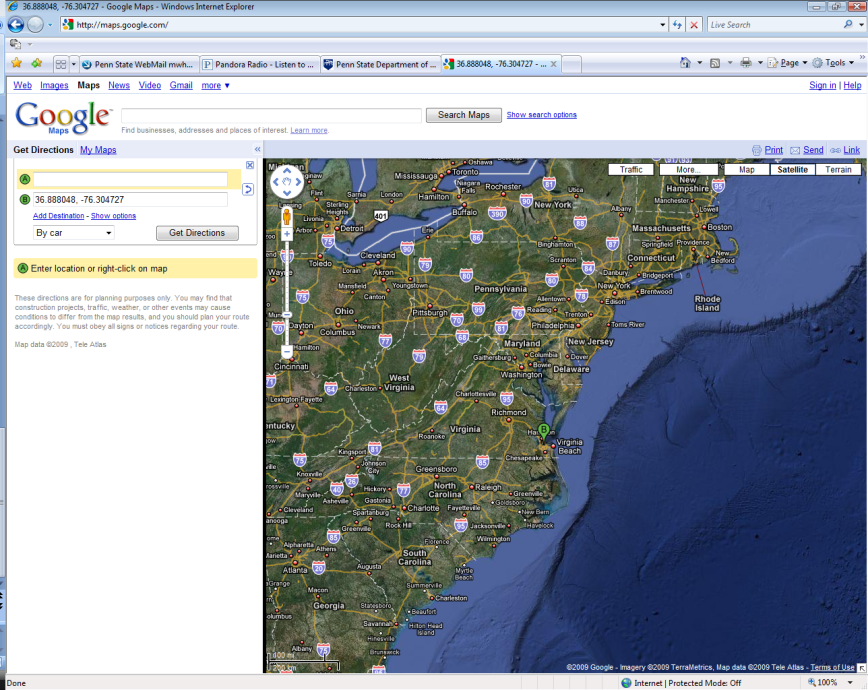 36.888048, -76.304727 - Google Maps - Windows Internet Explorer
http://maps.google.com/
Live Search
Penn State WebMail mwh...
Pandora Radio - Listen to ...
Penn State Department of ...
36.888048, -76.304727 - ...
Page
Tools
Web Images Maps News Video Gmail more ▼
Sign in | Help
Google
Maps
Search Maps
Show search options
Find businesses, addresses and places of interest. Learn more.
Get Directions My Maps
Print Send Link
A
B 36.888048, -76.304727
Add Destination - Show options
By car
Get Directions
A Enter location or right-click on map
These directions are for planning purposes only. You may find that
construction projects, traffic, weather, or other events may cause
conditions to differ from the map results, and you should plan your route
accordingly. You must obey all signs or notices regarding your route.
Map data ©2009 , Tele Atlas
Traffic More... Map Satellite Terrain
Oshawa
Mississauga Toronto
Niagara Falls
Hamilton
Rochester
Utica
New Hampshire
Flint
Sarnia
London
Buffalo
New York
Albany
Manchester
Lowell
Sterling Heights
Livonia
Detroit
Erie
Massachusetts
Boston
Springfield
Providence
Binghamton
Connecticut
New Bedford
Toledo
Cleveland
Lorain
Akron
Scranton
Danbury
Bridgeport
Mansfield
Youngstown
Canton
Pennsylvania
New York
Brentwood
Edison
Allentown
Reading
Trenton
Rhode Island
Ohio
Pittsburgh
Dayton
Newark
Columbus
Philadelphia
Toms River
Hamilton
Maryland
New Jersey
Gaithersburg
Columbia
Dover
Bowie
Cincinnati
Washington
Delaware
West Virginia
Charleston
Charlottesville
Lexington-Fayette
Richmond
Virginia
Roanoke
B
Virginia Beach
Chesapeake
Kingsport
Johnson City
Knoxville
Greensboro
Maryville
Hickory
North Carolina
Raleigh
Asheville
Gastonia
Greenville
Cleveland
Spartanburg
Charlotte
Fayetteville
Goldsboro
New Bern
Greenville
Rock Hill
Jacksonville
Havelock
Wilmington
Alpharetta
Athens
Marietta
Florence
South Carolina
Atlanta
Augusta
Myrtle Beach
Macon
Summerville
Charleston
Georgia
Statesboro
Beaufort
Savannah
Hilton Head Island
Hinesville
Albany
Brunswick
200 km
©2009 Google - Imagery ©2009 TerraMetrics, Map data ©2009 Tele Atlas - Terms of Use
Done
Internet | Protected Mode: Off
100%